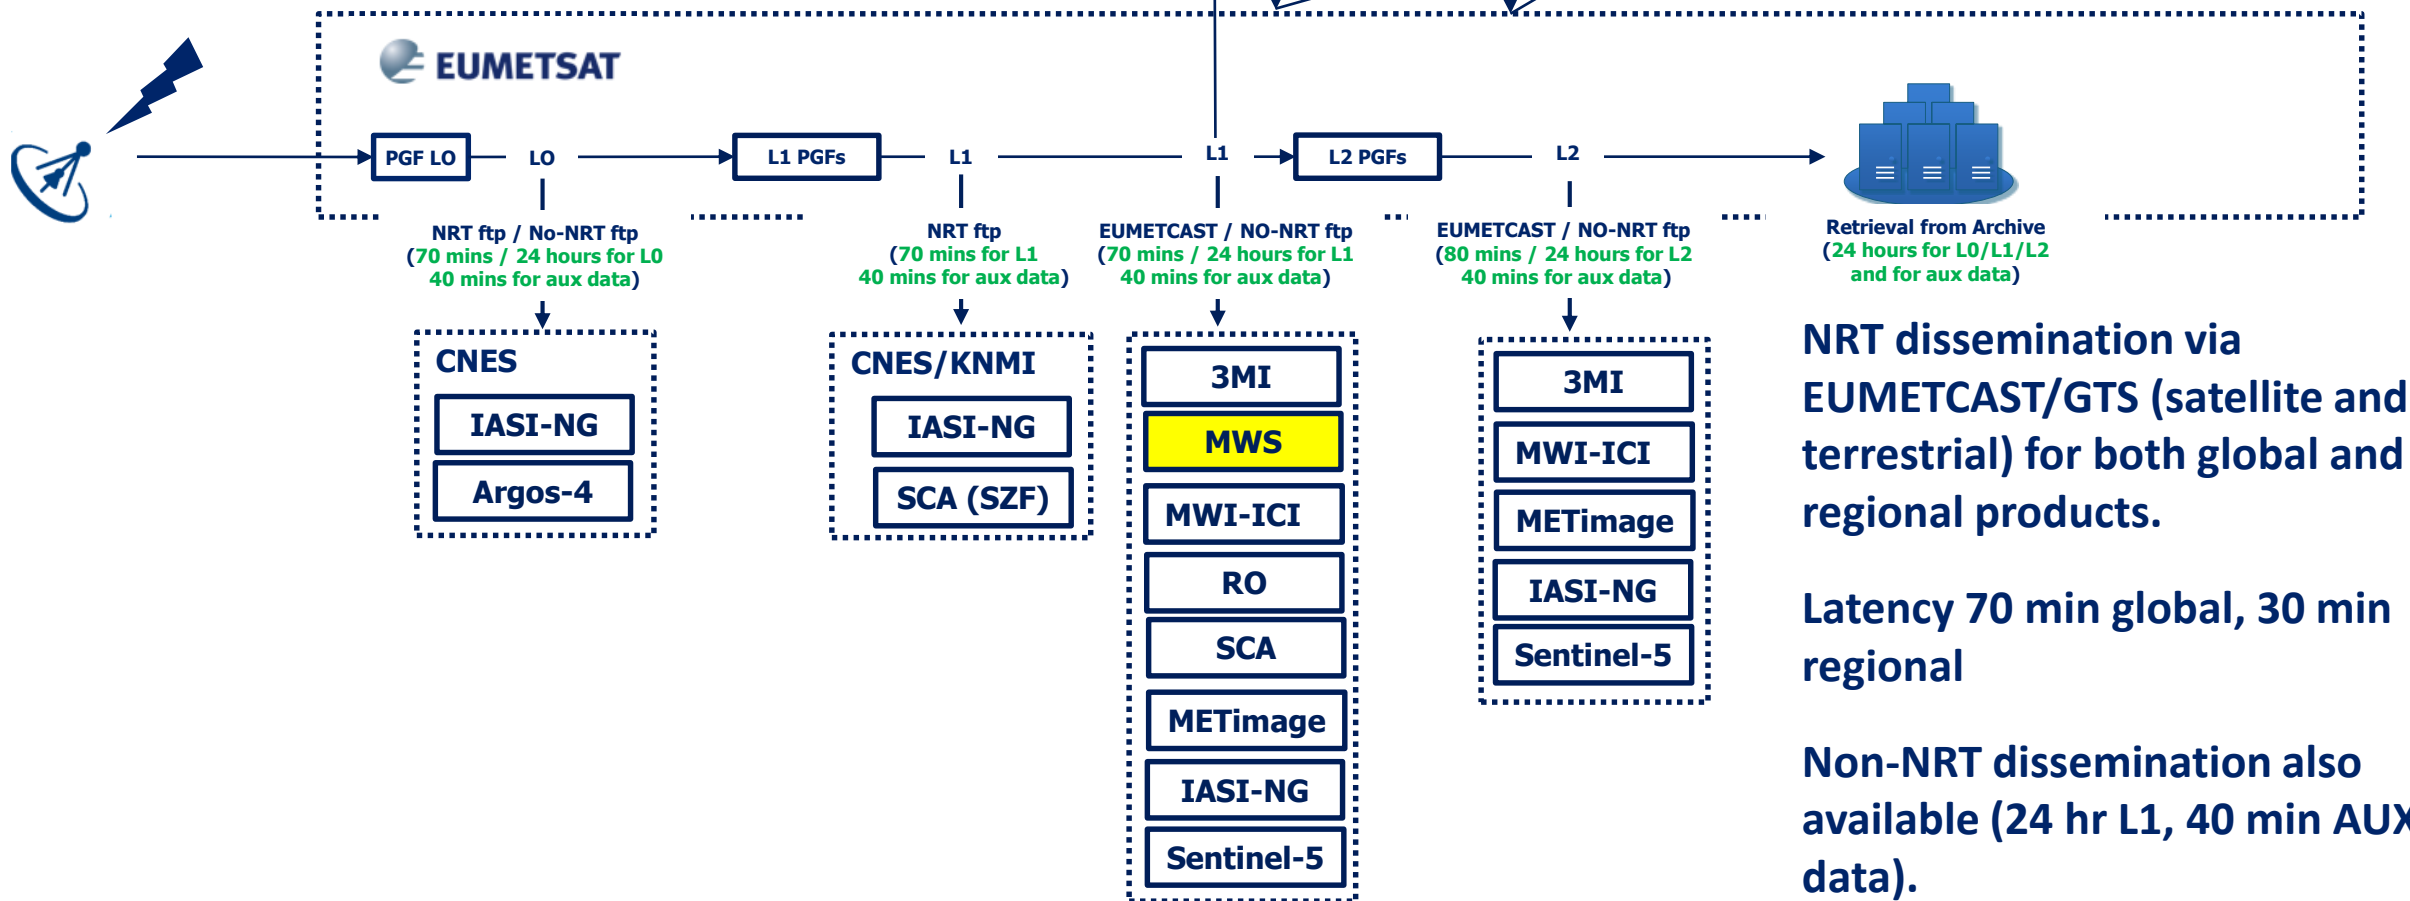 EUMETSAT
PGF LO
LO
L1 PGFs
L1
L1
L2 PGFs
L2
NRT ftp / No-NRT ftp
(70 mins / 24 hours for L0
40 mins for aux data)
NRT ftp
(70 mins for L1
40 mins for aux data)
EUMETCAST / NO-NRT ftp
(70 mins / 24 hours for L1
40 mins for aux data)
EUMETCAST / NO-NRT ftp
(80 mins / 24 hours for L2
40 mins for aux data)
Retrieval from Archive
(24 hours for L0/L1/L2
and for aux data)
CNES
IASI-NG
Argos-4
CNES/KNMI
IASI-NG
SCA (SZF)
3MI
MWS
MWI-ICI
RO
SCA
METimage
IASI-NG
Sentinel-5
3MI
MWI-ICI
METimage
IASI-NG
Sentinel-5
NRT dissemination via
EUMETCAST/GTS (satellite and
terrestrial) for both global and
regional products.
Latency 70 min global, 30 min
regional
Non-NRT dissemination also
available (24 hr L1, 40 min AUX
data).